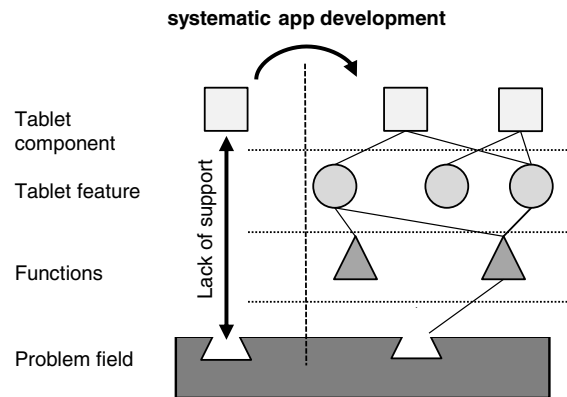 systematic app development
Tablet
component
Tablet feature
Lack of support
Functions
Problem field